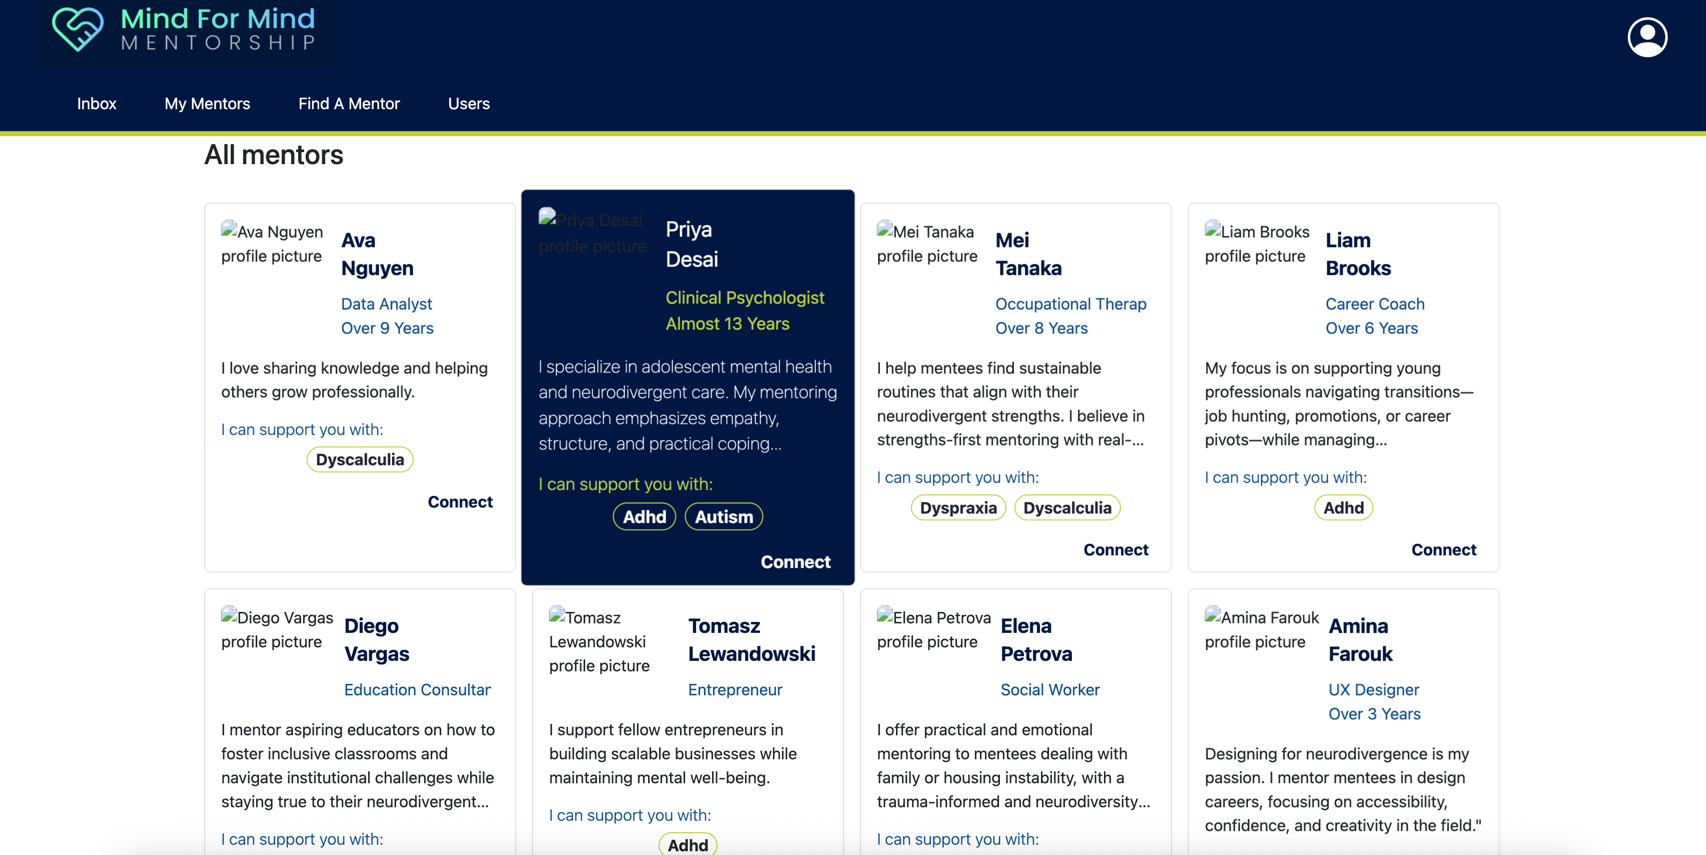 Mind For Mind
MENTORSHIP
Inbox
My Mentors
Find A Mentor
Users
All mentors
Ava Nguyen
profile picture
Ava
Nguyen
Data Analyst
Over 9 Years
I love sharing knowledge and helping
others grow professionally.
I can support you with:
Dyscalculia
Connect
Priya Desai
profile picture
Priya
Desai
Clinical Psychologist
Almost 13 Years
I specialize in adolescent mental health
and neurodivergent care. My mentoring
approach emphasizes empathy,
structure, and practical coping...
I can support you with:
Adhd
Autism
Connect
Mei Tanaka
profile picture
Mei
Tanaka
Occupational Therap
Over 8 Years
I help mentees find sustainable
routines that align with their
neurodivergent strengths. I believe in
strengths-first mentoring with real-...
I can support you with:
Dyspraxia
Dyscalculia
Connect
Liam Brooks
profile picture
Liam
Brooks
Career Coach
Over 6 Years
My focus is on supporting young
professionals navigating transitions—
job hunting, promotions, or career
pivots—while managing...
I can support you with:
Adhd
Connect
Diego Vargas
profile picture
Diego
Vargas
Education Consultar
I mentor aspiring educators on how to
foster inclusive classrooms and
navigate institutional challenges while
staying true to their neurodivergent...
I can support you with:
Tomasz
Lewandowski
profile picture
Tomasz
Lewandowski
Entrepreneur
I support fellow entrepreneurs in
building scalable businesses while
maintaining mental well-being.
I can support you with:
Adhd
Elena Petrova
profile picture
Elena
Petrova
Social Worker
I offer practical and emotional
mentoring to mentees dealing with
family or housing instability, with a
trauma-informed and neurodiversity...
I can support you with:
Amina Farouk
profile picture
Amina
Farouk
UX Designer
Over 3 Years
Designing for neurodivergence is my
passion. I mentor mentees in design
careers, focusing on accessibility,
confidence, and creativity in the field."